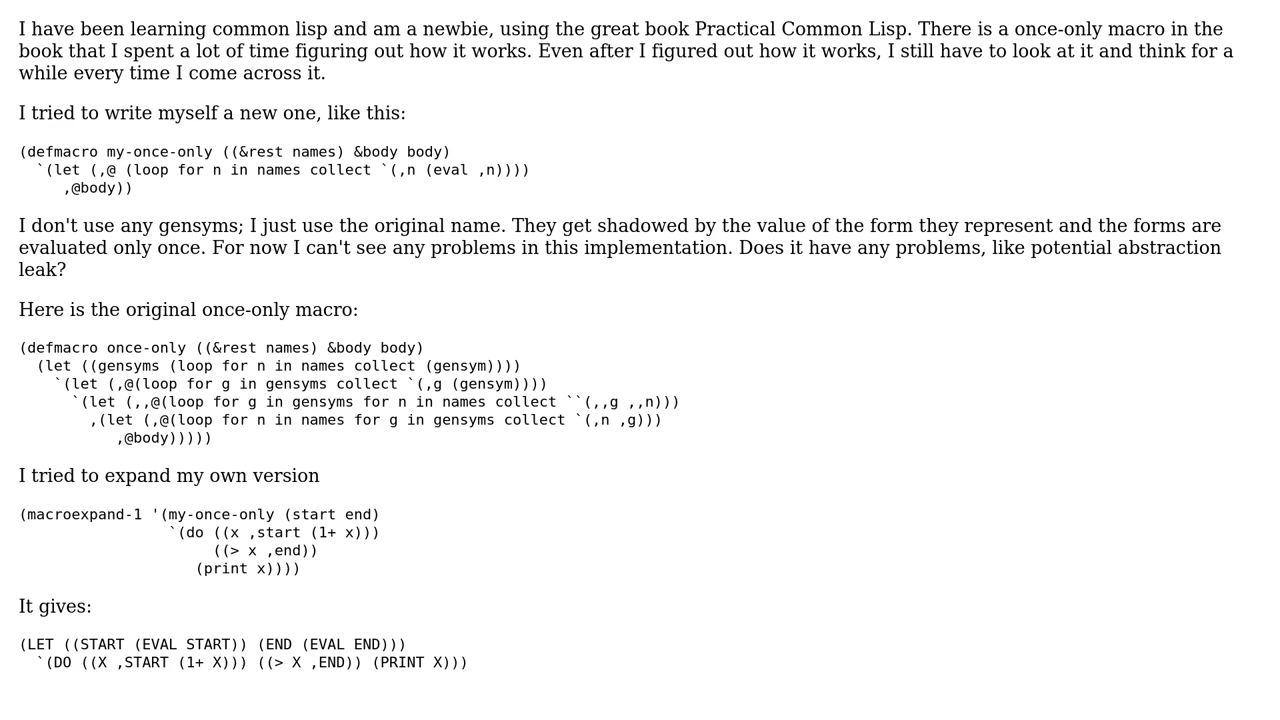 I have been learning common lisp and am a newbie, using the great book Practical Common Lisp. There is a once-only macro in the
book that I spent a lot of time figuring out how it works. Even after I figured out how it works, I still have to look at it and think for a
while every time I come across it.
I tried to write myself a new one, like this:
(defmacro my-once-only ((&rest names) &body body)
  `(let (,@ (loop for n in names collect `(,n (eval ,n))))
     ,@body))
I don't use any gensyms; I just use the original name. They get shadowed by the value of the form they represent and the forms are
evaluated only once. For now I can't see any problems in this implementation. Does it have any problems, like potential abstraction
leak?
Here is the original once-only macro:
(defmacro once-only ((&rest names) &body body)
  (let ((gensyms (loop for n in names collect (gensym))))
    `(let (,@(loop for g in gensyms collect `(,g (gensym))))
      `(let (,,@(loop for g in gensyms for n in names collect ``(,,g ,,n)))
        ,(let (,@(loop for n in names for g in gensyms collect `(,n ,g)))
           ,@body)))))
I tried to expand my own version
(macroexpand-1 '(my-once-only (start end)
                 `(do ((x ,start (1+ x)))
                      ((> x ,end))
                    (print x))))
It gives:
(LET ((START (EVAL START)) (END (EVAL END)))
  `(DO ((X ,START (1+ X))) ((> X ,END)) (PRINT X)))